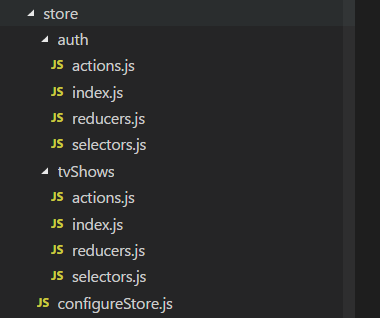 store
auth
JS actions.js
JS index.js
JS reducers.js
JS selectors.js
tvShows
JS actions.js
JS index.js
JS reducers.js
JS selectors.js
JS configureStore.js